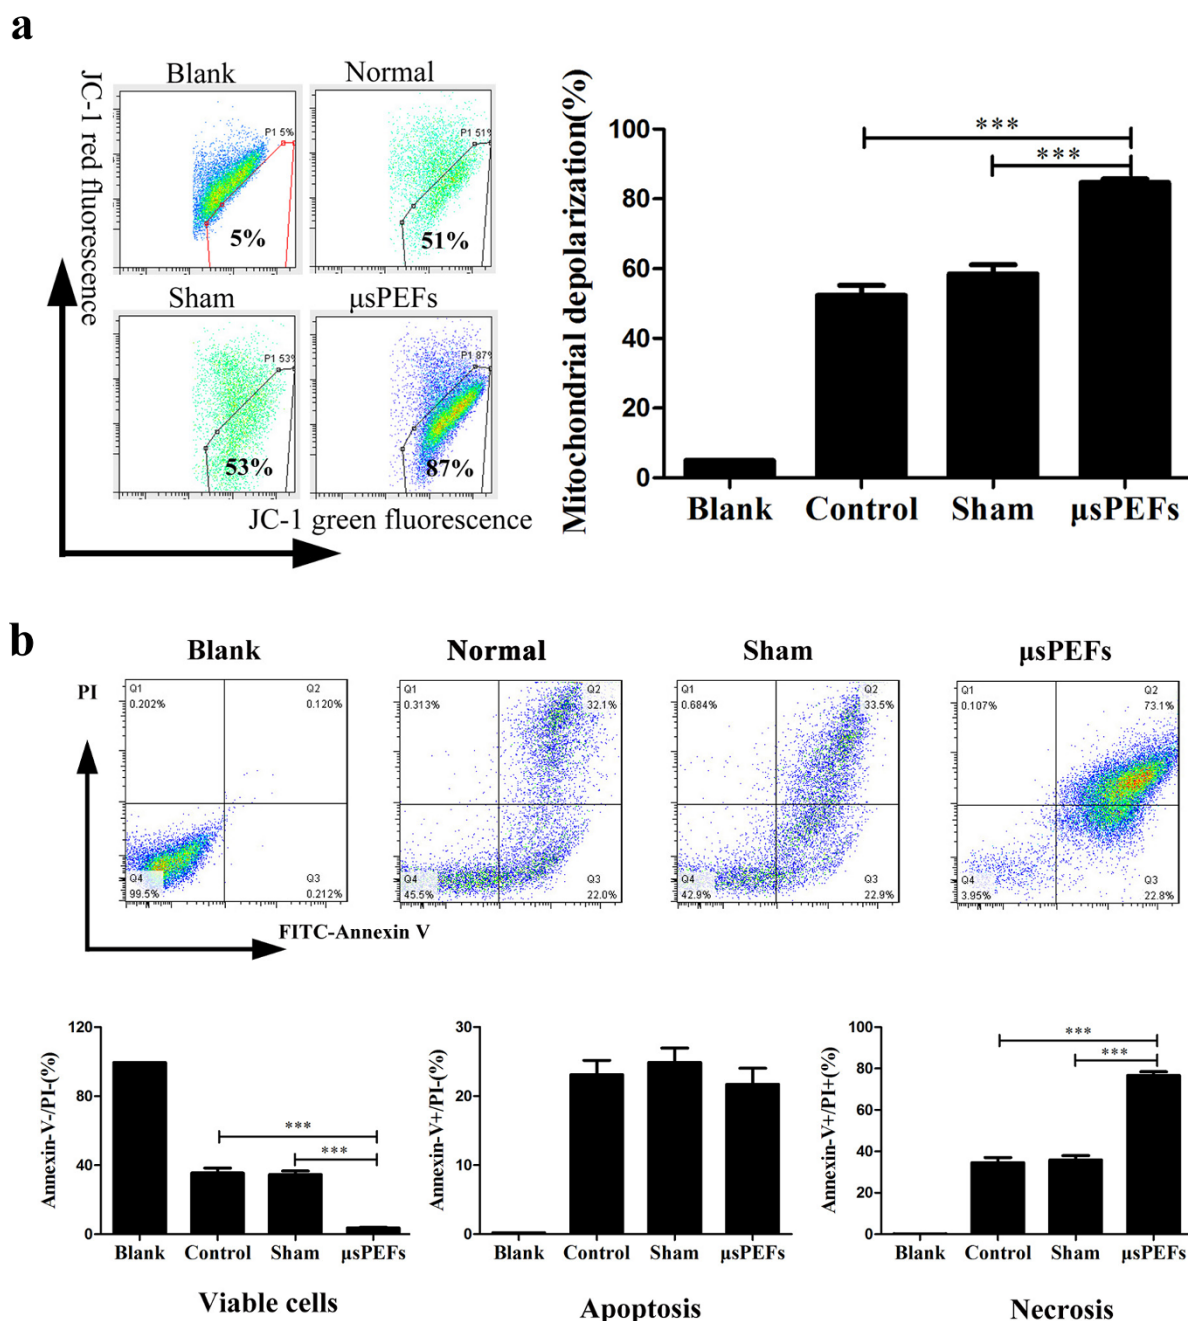 a
Blank
Normal
JC-1 red fluorescence
P1 5%
5%
P1 51%
51%
Sham
µsPEFs
P1 53%
53%
P1 87%
87%
JC-1 green fluorescence
Mitochondrial depolarization(%)
100
80
60
40
20
0
***
***
Blank
Control
Sham
µsPEFs
b
Blank
Normal
Sham
µsPEFs
PI
Q1
0.202%
Q2
0.120%
Q4
99.5%
Q3
0.212%
Q1
0.313%
Q2
32.1%
Q4
45.5%
Q3
22.0%
Q1
0.684%
Q2
33.5%
Q4
42.9%
Q3
22.9%
Q1
0.107%
Q2
73.1%
Q4
3.95%
Q3
22.8%
FITC-Annexin V
Annexin-V-/PI-(%)
120
80
40
0
***
***
Blank
Control
Sham
µsPEFs
Viable cells
Annexin-V+/PI-(%)
30
20
10
0
Blank
Control
Sham
µsPEFs
Apoptosis
Annexin-V+/PI+(%)
100
80
60
40
20
0
***
***
Blank
Control
Sham
µsPEFs
Necrosis